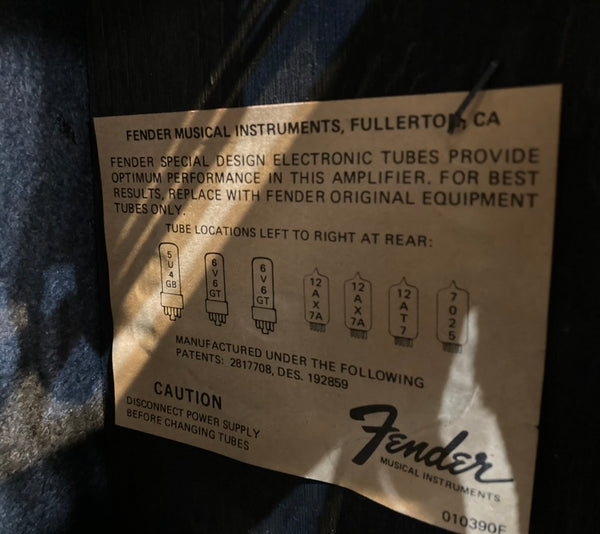 FENDER MUSICAL INSTRUMENTS, FULLERTON, CA
FENDER SPECIAL DESIGN ELECTRONIC TUBES PROVIDE
OPTIMUM PERFORMANCE IN THIS AMPLIFIER. FOR BEST
RESULTS, REPLACE WITH FENDER ORIGINAL EQUIPMENT
TUBES ONLY.
TUBE LOCATIONS LEFT TO RIGHT AT REAR:
5U4GB 6V6GT 6V6GT 12AX7A 12AX7A 12AT7 7025
MANUFACTURED UNDER THE FOLLOWING
PATENTS: 2817708, DES. 192859
CAUTION
DISCONNECT POWER SUPPLY
BEFORE CHANGING TUBES
Fender
MUSICAL INSTRUMENTS
010390F